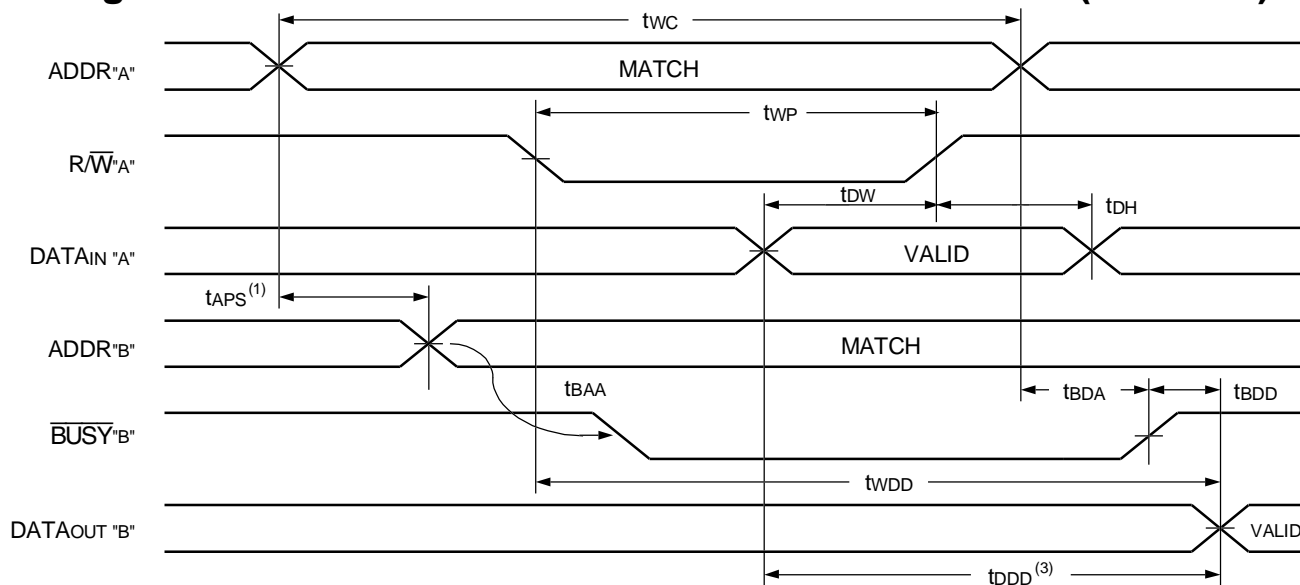 tWC
ADDR"A"
MATCH
tWP
R/W"A"
tDW
tDH
DATAIN "A"
VALID
tAPS(1)
ADDR"B"
MATCH
tBAA
tBDA
tBDD
BUSY"B"
tWDD
DATAOUT "B"
VALID
tDDD(3)